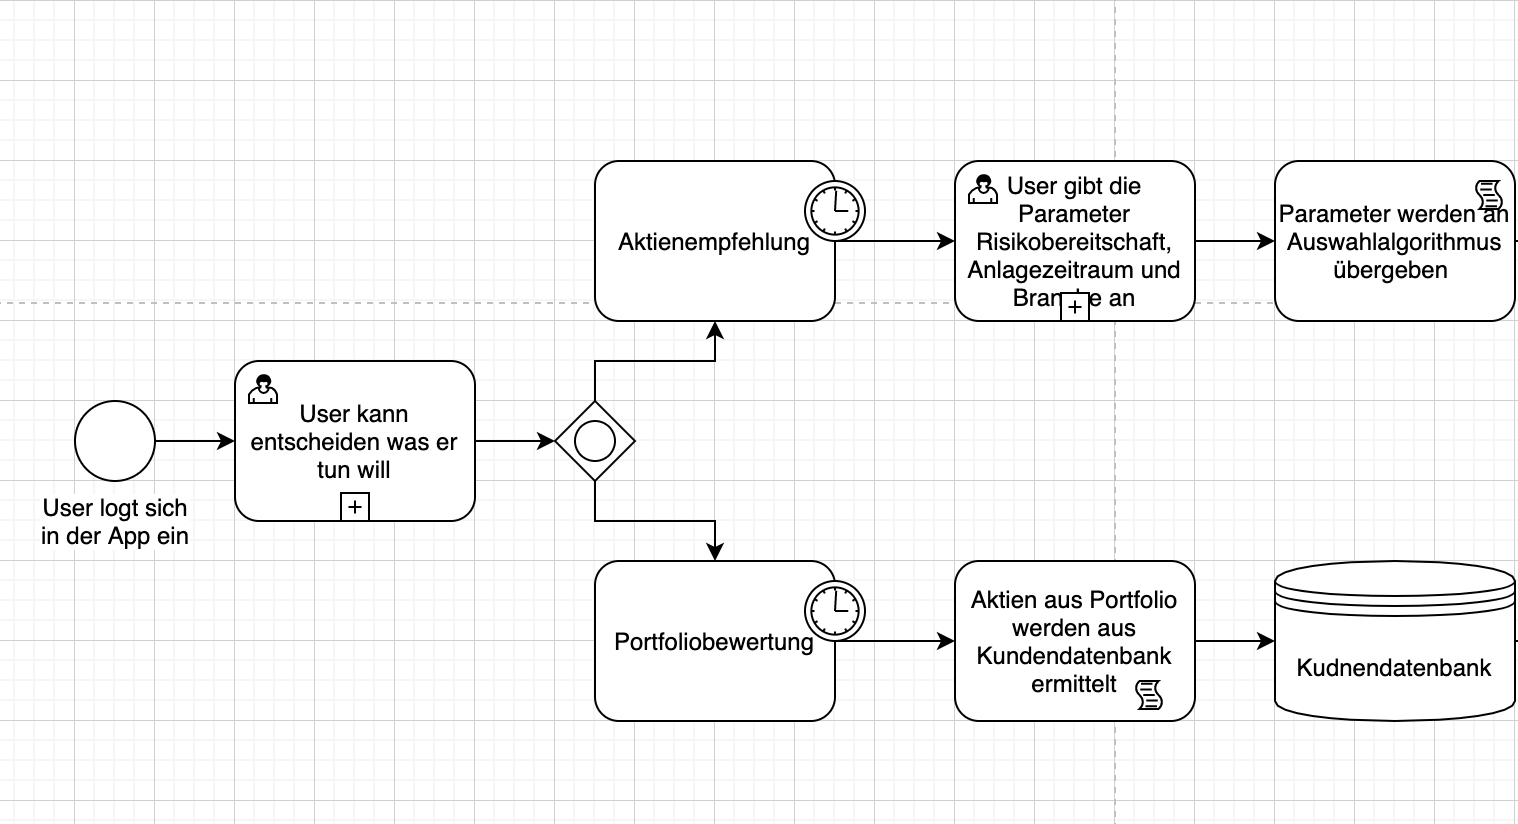 Aktienempfehlung
User gibt die
Parameter
Risikobereitschaft,
Anlagezeitraum und
Branche an
Parameter werden an
Auswahlalgorithmus
übergeben
User kann
entscheiden was er
tun will
User logt sich
in der App ein
Portfoliobewertung
Aktien aus Portfolio
werden aus
Kundendatenbank
ermittelt
Kudnendatenbank